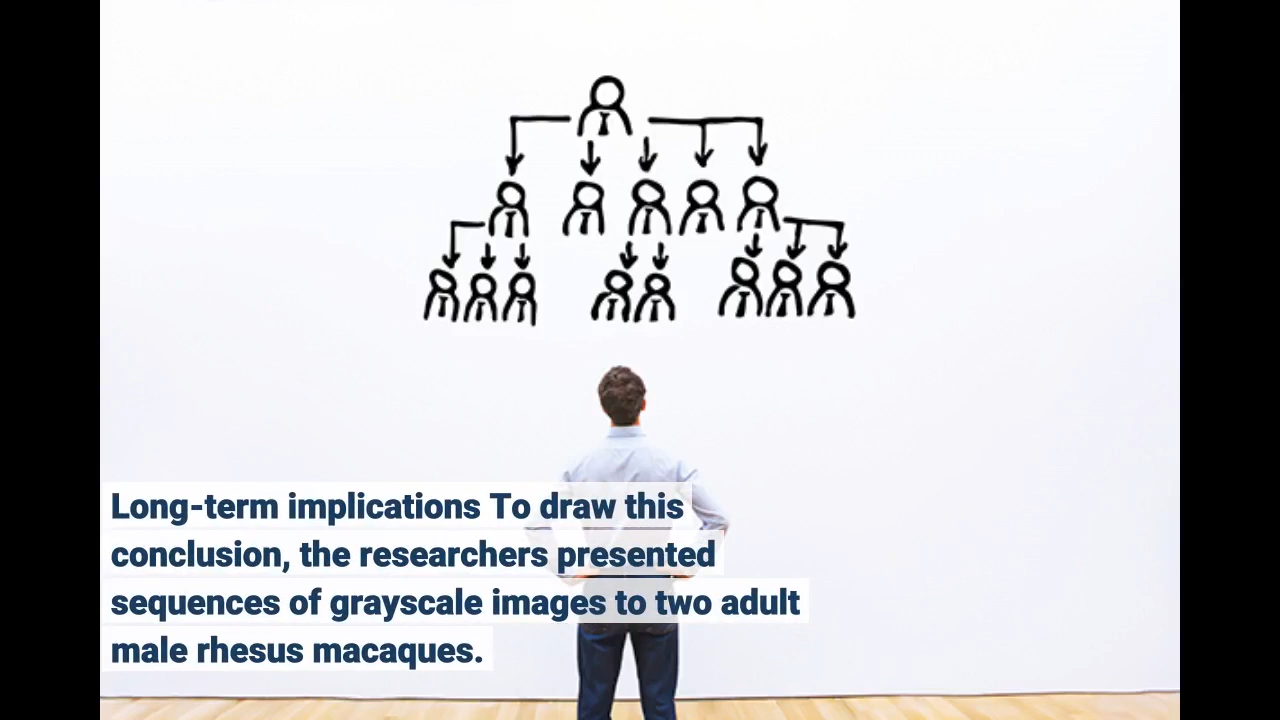 Long-term implications To draw this
conclusion, the researchers presented
sequences of grayscale images to two adult
male rhesus macaques.